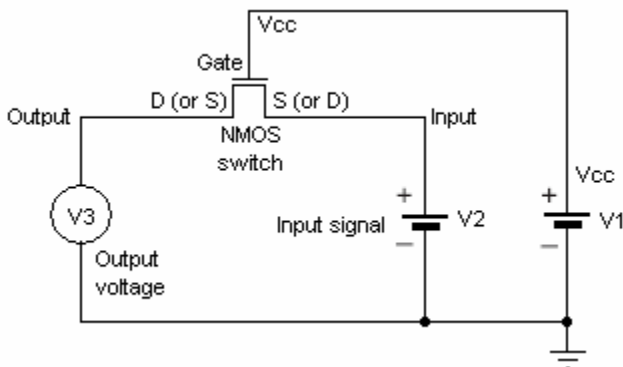 Vcc
Gate
D (or S)
S (or D)
Output
Input
NMOS
switch
Vcc
+
+
V3
Input signal
V2
V1
−
−
Output
voltage